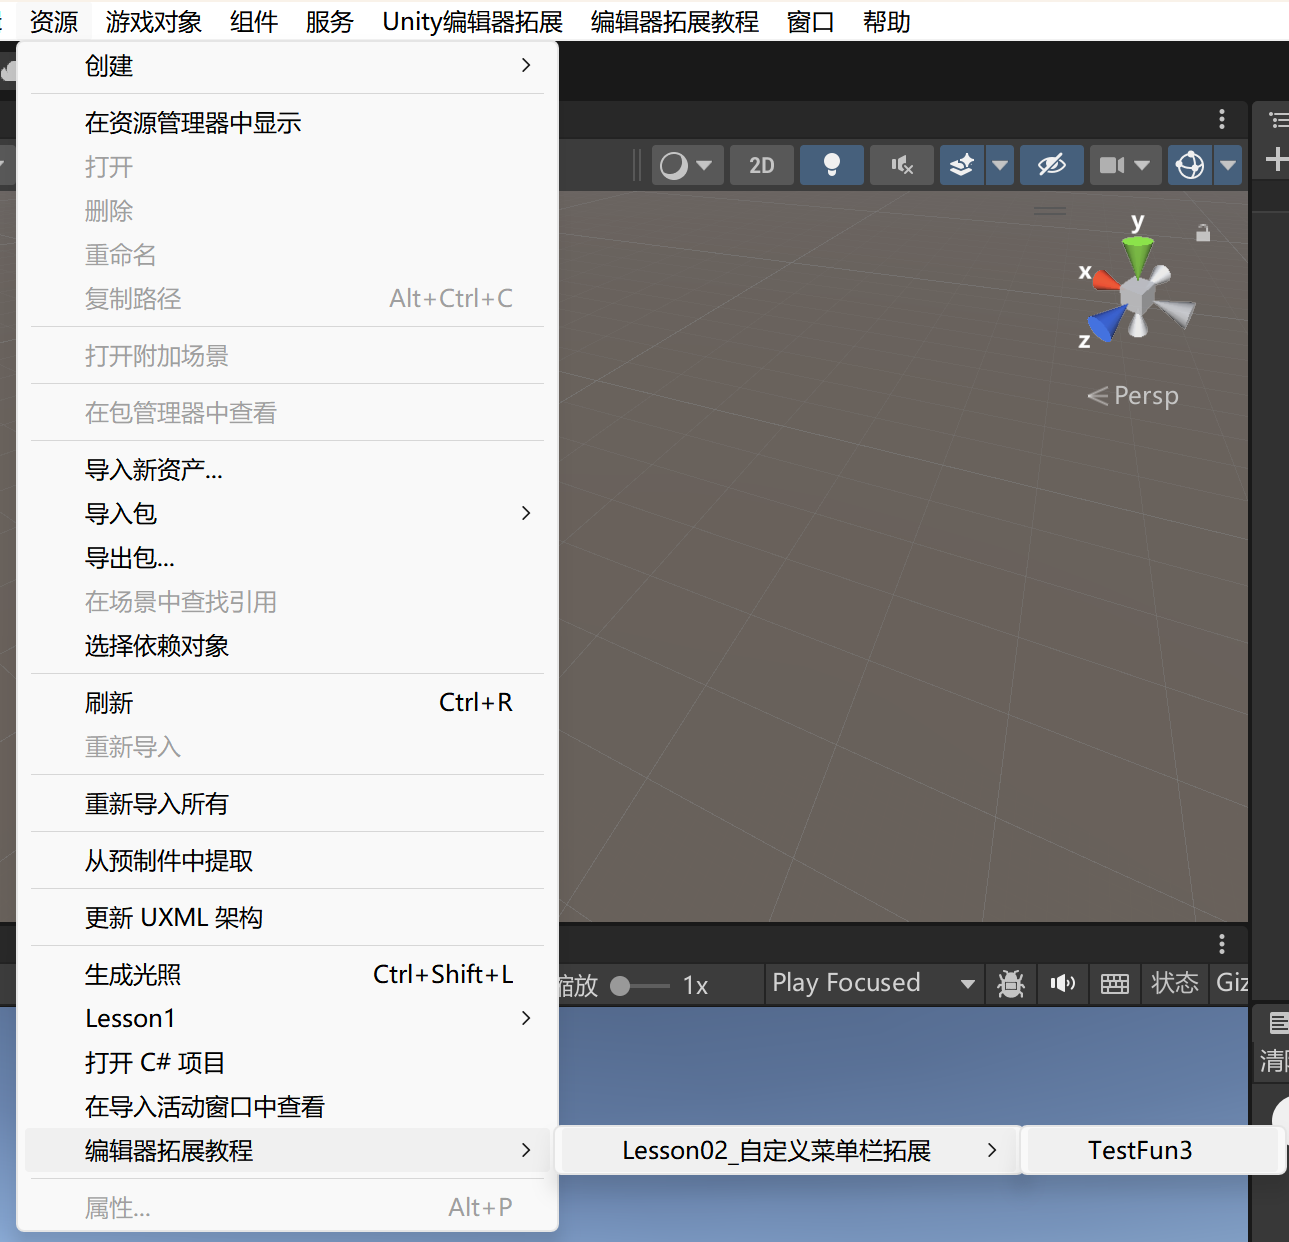 资源 游戏对象 组件 服务 Unity编辑器拓展 编辑器拓展教程 窗口 帮助
创建
在资源管理器中显示
打开
删除
重命名
复制路径 Alt+Ctrl+C
打开附加场景
在包管理器中查看
导入新资产...
导入包
导出包...
在场景中查找引用
选择依赖对象
刷新 Ctrl+R
重新导入
重新导入所有
从预制件中提取
更新 UXML 架构
生成光照 Ctrl+Shift+L
Lesson1
打开 C# 项目
在导入活动窗口中查看
编辑器拓展教程
Lesson02_自定义菜单栏拓展
TestFun3
属性... Alt+P
2D
y
x
z
Persp
缩放 1x Play Focused 状态 Giz